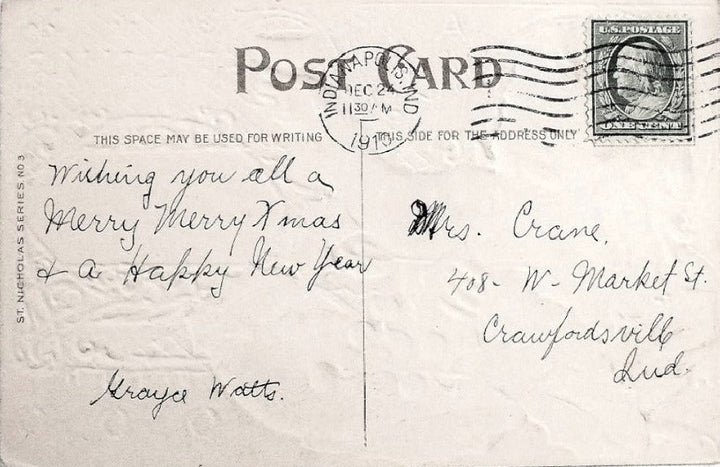 POST CARD
INDIANAPOLIS, IND
DEC 24
11 30 AM
1910
U.S. POSTAGE
ONE CENT
THIS SPACE MAY BE USED FOR WRITING
THIS SIDE FOR THE ADDRESS ONLY
ST. NICHOLAS SERIES NO 3
Wishing you all a
Merry Merry Xmas
& a Happy New Year
Grayce Watts.
Mrs. Crane,
408- W- Market St.
Crawfordsville
Ind.